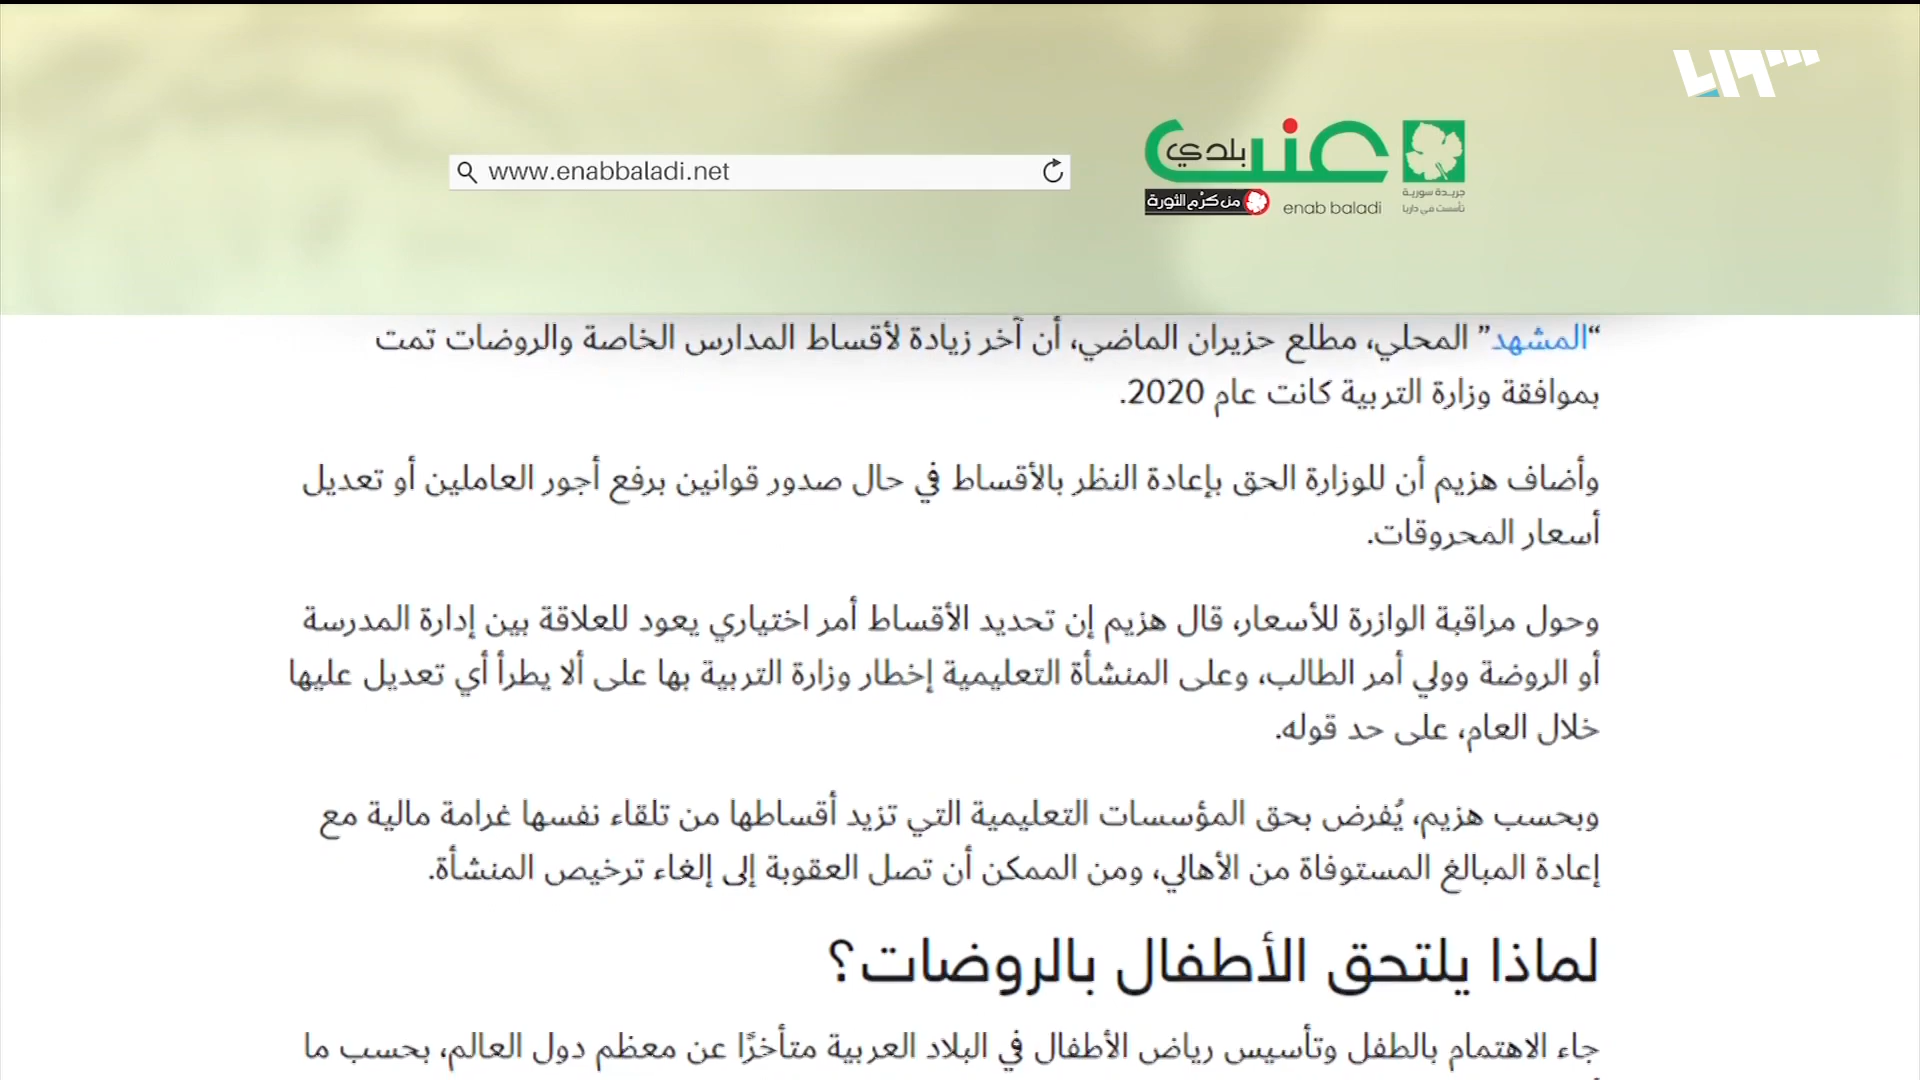 www.enabbaladi.net
عنب بلدي
جريدة سورية
تأسست في داريا
enab baladi
من كرم الثورة
“المشهد” المحلي، مطلع حزيران الماضي، أن آخر زيادة لأقساط المدارس الخاصة والروضات تمت
بموافقة وزارة التربية كانت عام 2020.
وأضاف هزيم أن للوزارة الحق بإعادة النظر بالأقساط في حال صدور قوانين برفع أجور العاملين أو تعديل
أسعار المحروقات.
وحول مراقبة الوازرة للأسعار، قال هزيم إن تحديد الأقساط أمر اختياري يعود للعلاقة بين إدارة المدرسة
أو الروضة وولي أمر الطالب، وعلى المنشأة التعليمية إخطار وزارة التربية بها على ألا يطرأ أي تعديل عليها
خلال العام، على حد قوله.
وبحسب هزيم، يُفرض بحق المؤسسات التعليمية التي تزيد أقساطها من تلقاء نفسها غرامة مالية مع
إعادة المبالغ المستوفاة من الأهالي، ومن الممكن أن تصل العقوبة إلى إلغاء ترخيص المنشأة.
لماذا يلتحق الأطفال بالروضات؟
جاء الاهتمام بالطفل وتأسيس رياض الأطفال في البلاد العربية متأخرًا عن معظم دول العالم، بحسب ما